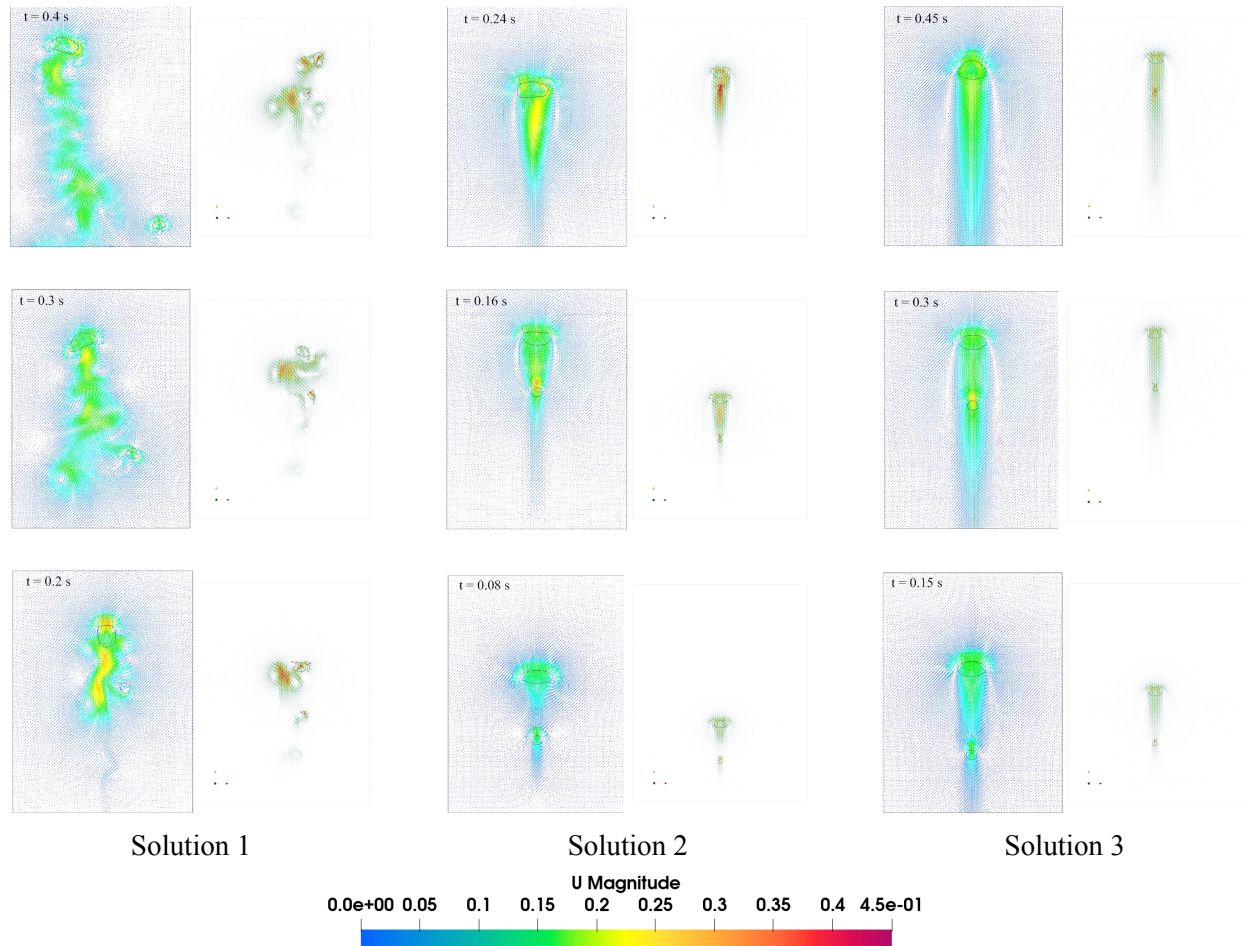 t = 0.4 s
t = 0.24 s
t = 0.45 s
t = 0.3 s
t = 0.16 s
t = 0.3 s
t = 0.2 s
t = 0.08 s
t = 0.15 s
Solution 1
Solution 2
Solution 3
U Magnitude
0.0e+00 0.05 0.1 0.15 0.2 0.25 0.3 0.35 0.4 4.5e-01